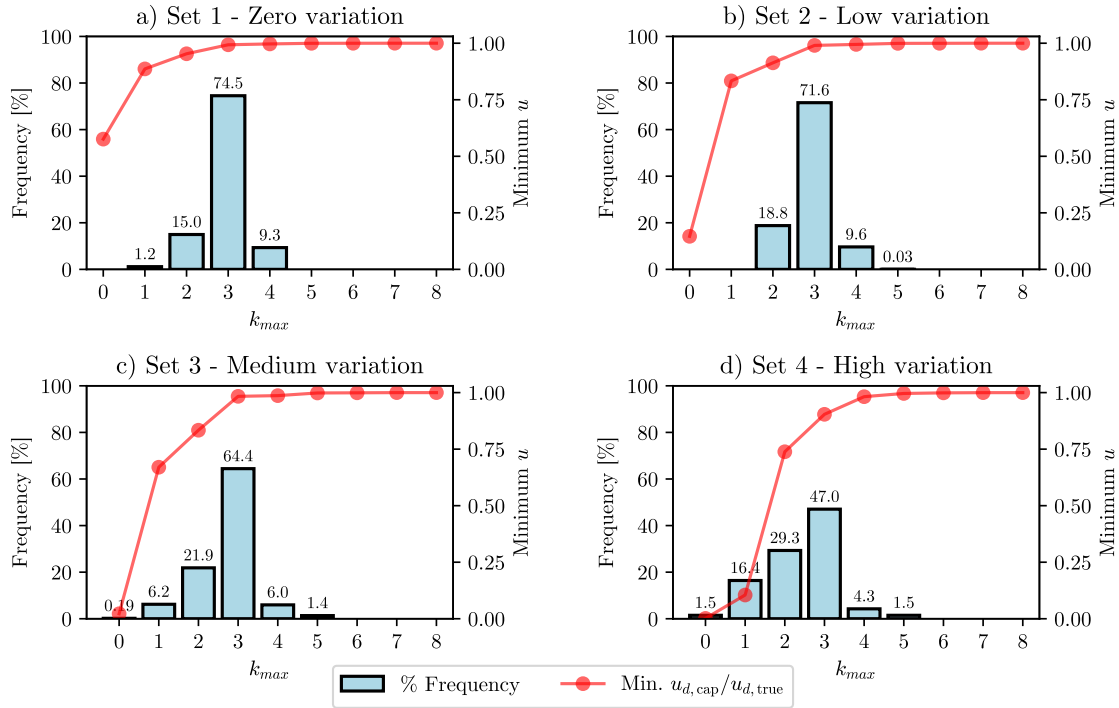 a) Set 1 - Zero variation
b) Set 2 - Low variation
100
80
60
40
20
0
Frequency [%]
1.2
15.0
74.5
9.3
1.00
0.75
0.50
0.25
0.00
Minimum u
0 1 2 3 4 5 6 7 8
k_max
100
80
60
40
20
0
Frequency [%]
18.8
71.6
9.6
0.03
1.00
0.75
0.50
0.25
0.00
Minimum u
0 1 2 3 4 5 6 7 8
k_max
c) Set 3 - Medium variation
d) Set 4 - High variation
100
80
60
40
20
0
Frequency [%]
0.19
6.2
21.9
64.4
6.0
1.4
1.00
0.75
0.50
0.25
0.00
Minimum u
0 1 2 3 4 5 6 7 8
k_max
100
80
60
40
20
0
Frequency [%]
1.5
16.4
29.3
47.0
4.3
1.5
1.00
0.75
0.50
0.25
0.00
Minimum u
0 1 2 3 4 5 6 7 8
k_max
% Frequency
Min. u_d,cap/u_d,true